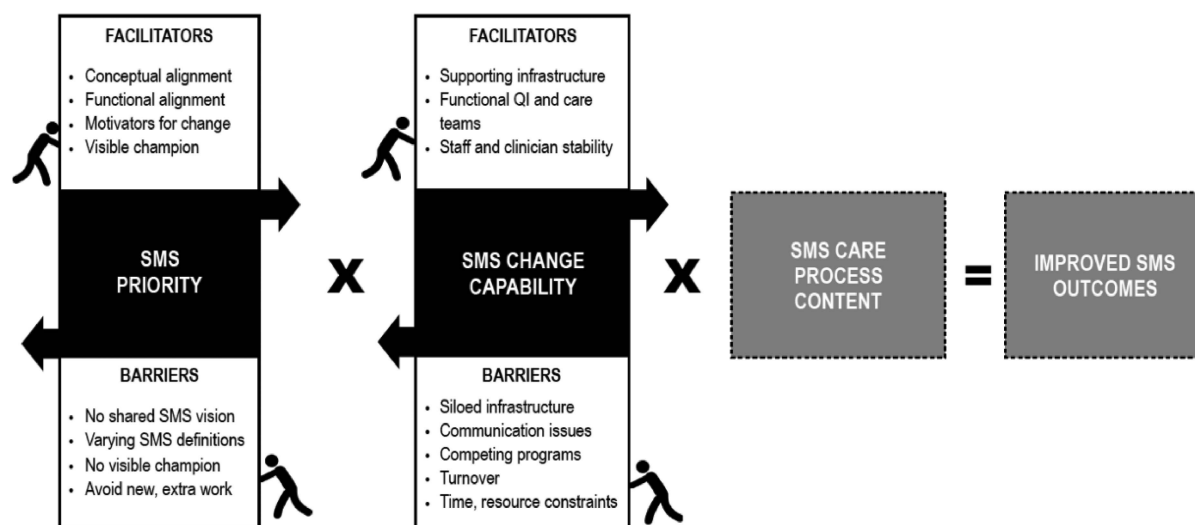 FACILITATORS
• Conceptual alignment
• Functional alignment
• Motivators for change
• Visible champion
SMS
PRIORITY
BARRIERS
• No shared SMS vision
• Varying SMS definitions
• No visible champion
• Avoid new, extra work
X
FACILITATORS
• Supporting infrastructure
• Functional QI and care
teams
• Staff and clinician stability
SMS CHANGE
CAPABILITY
BARRIERS
• Siloed infrastructure
• Communication issues
• Competing programs
• Turnover
• Time, resource constraints
X
SMS CARE
PROCESS
CONTENT
=
IMPROVED SMS
OUTCOMES